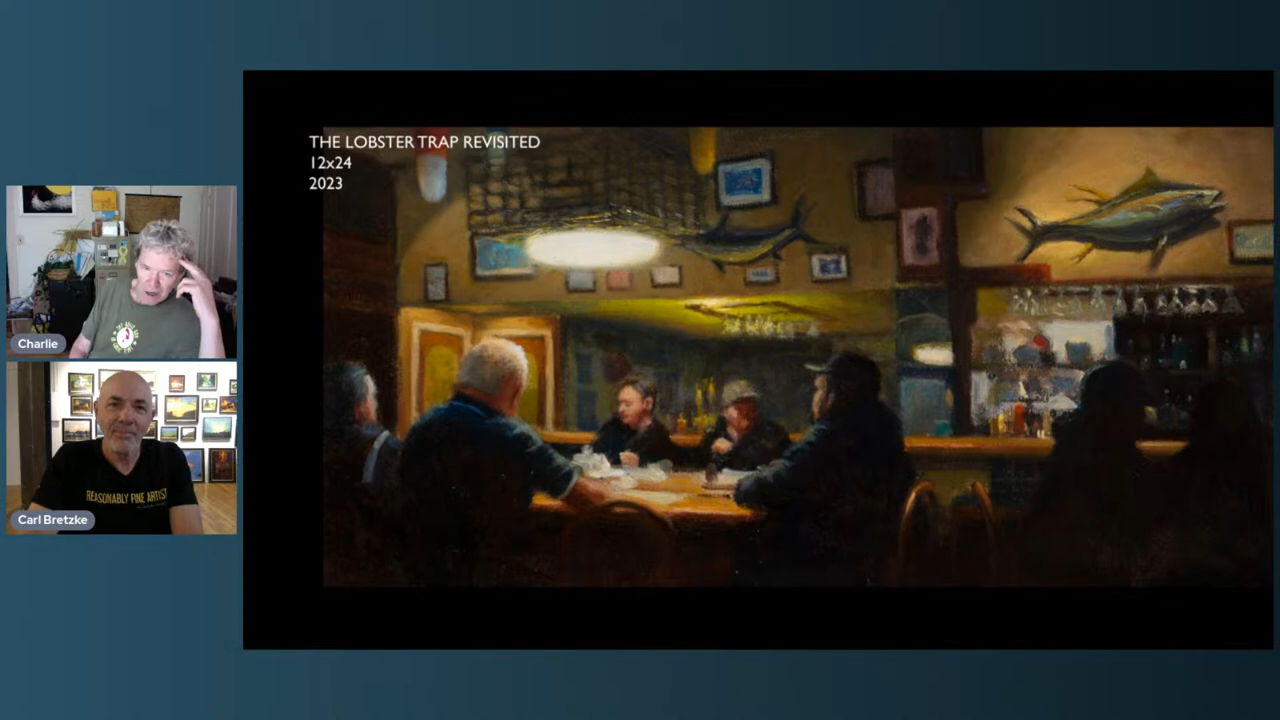 THE LOBSTER TRAP REVISITED
12x24
2023
Charlie
REASONABLY FINE ARTIST
Carl Bretzke